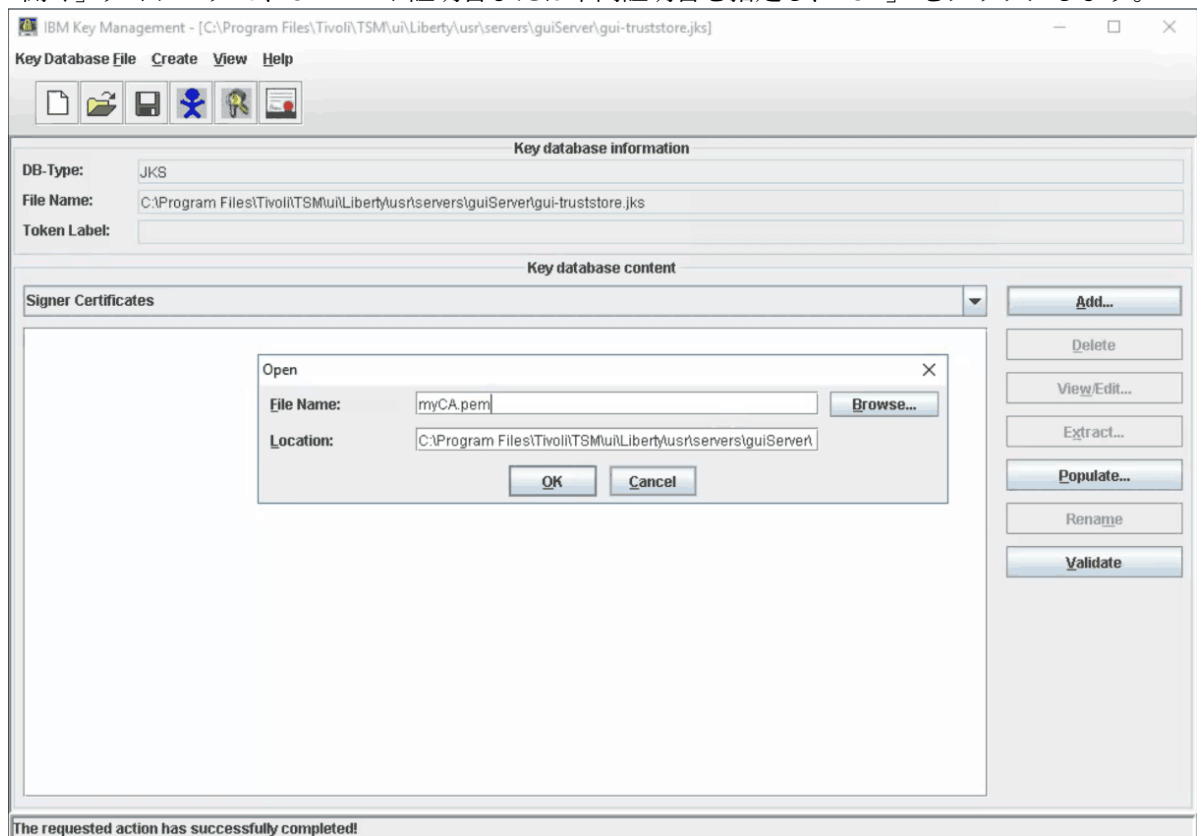 IBM Key Management - [C:\Program Files\Tivoli\TSM\ui\Liberty\usr\servers\guiServer\gui-truststore.jks]
Key Database File Create View Help
Key database information
DB-Type: JKS
File Name: C:\Program Files\Tivoli\TSM\ui\Liberty\usr\servers\guiServer\gui-truststore.jks
Token Label:
Key database content
Signer Certificates
Add...
Delete
View/Edit...
Extract...
Populate...
Rename
Validate
Open
File Name: myCA.pem Browse...
Location: C:\Program Files\Tivoli\TSM\ui\Liberty\usr\servers\guiServer\
OK Cancel
The requested action has successfully completed!